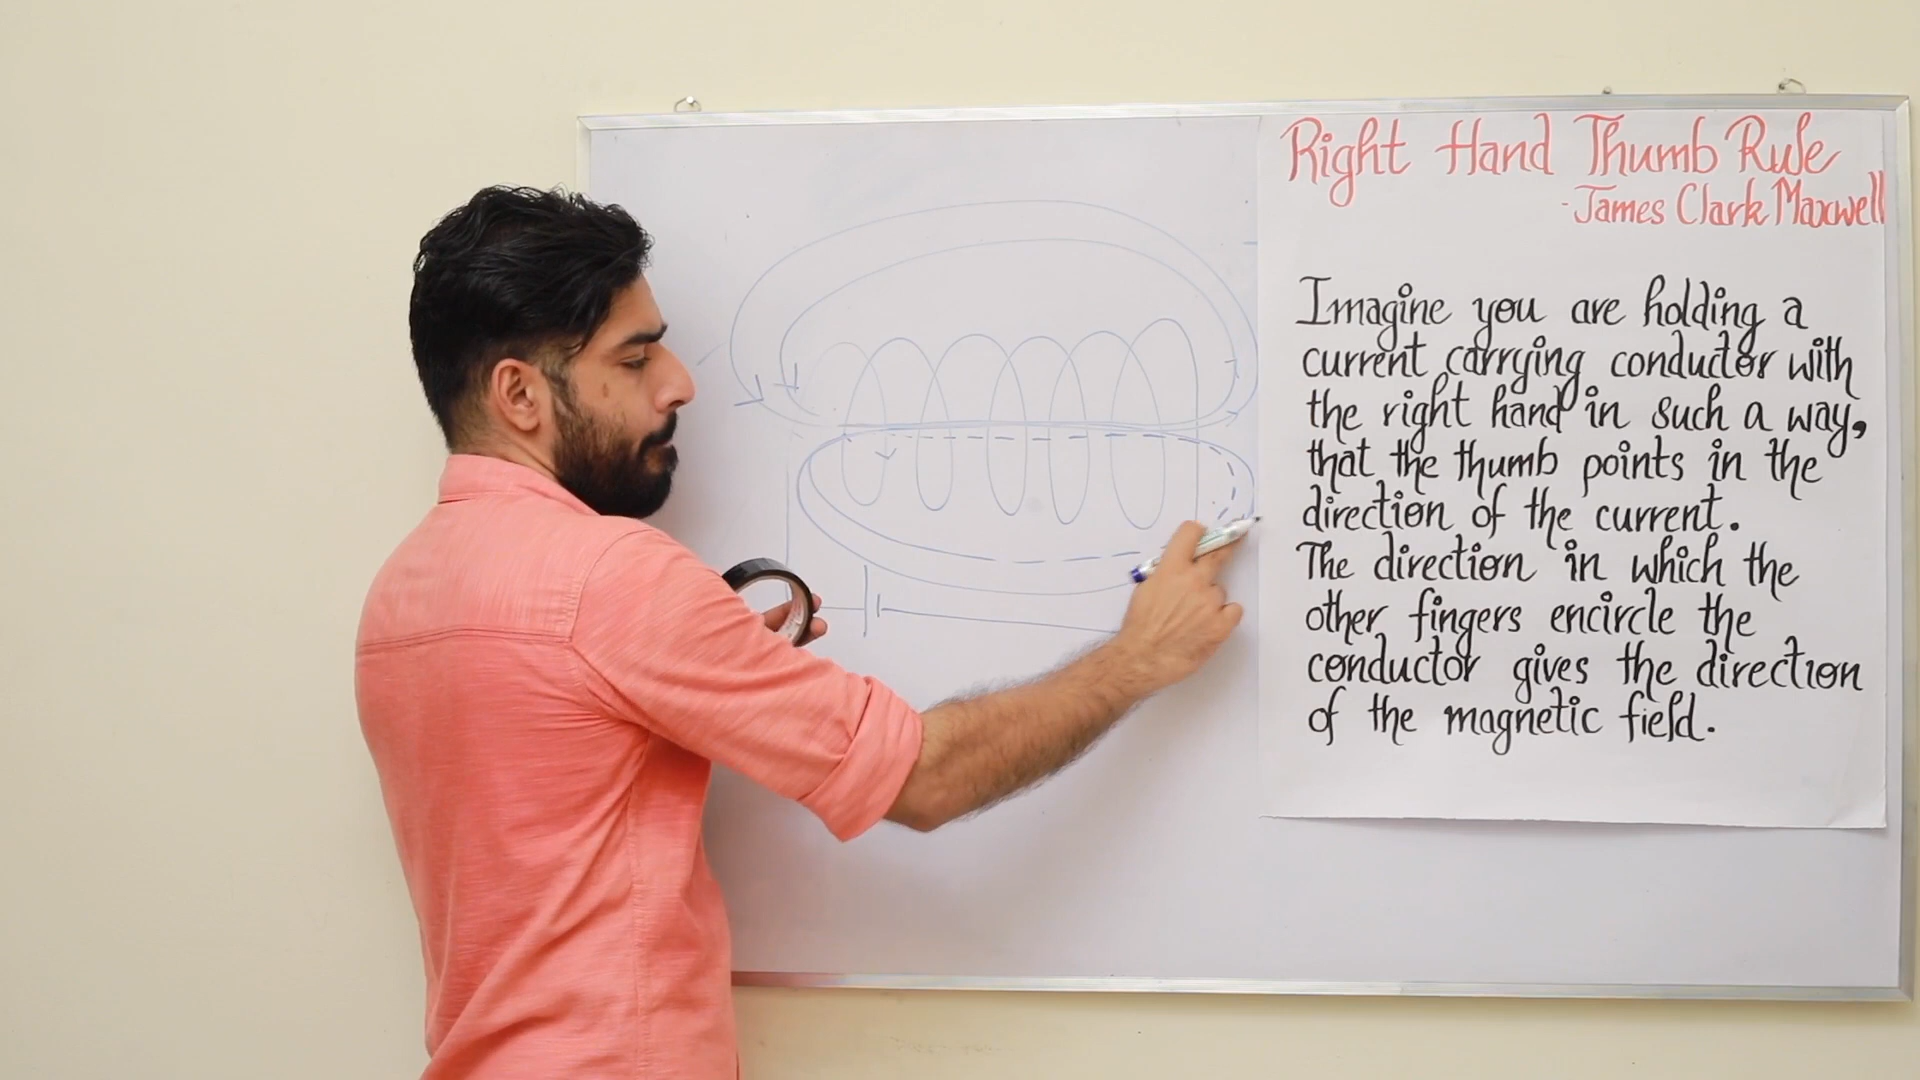 Right Hand Thumb Rule
- James Clark Maxwell
Imagine you are holding a
current carrying conductor with
the right hand in such a way,
that the thumb points in the
direction of the current.
The direction in which the
other fingers encircle the
conductor gives the direction
of the magnetic field.